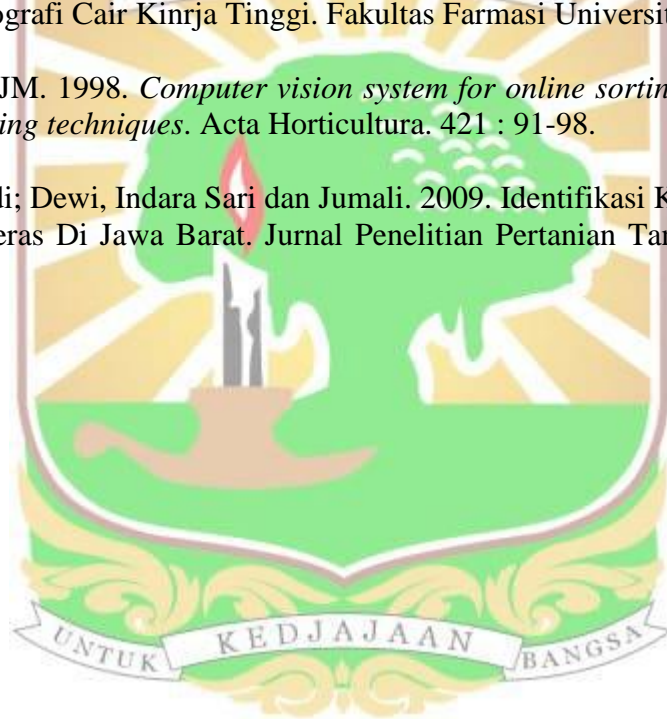 ografi Cair Kinrja Tinggi. Fakultas Farmasi Universit
JM. 1998. Computer vision system for online sortin
ing techniques. Acta Horticultura. 421 : 91-98.
di; Dewi, Indara Sari dan Jumali. 2009. Identifikasi K
eras Di Jawa Barat. Jurnal Penelitian Pertanian Tan
UNTUK KEDJAJAAN BANGSA